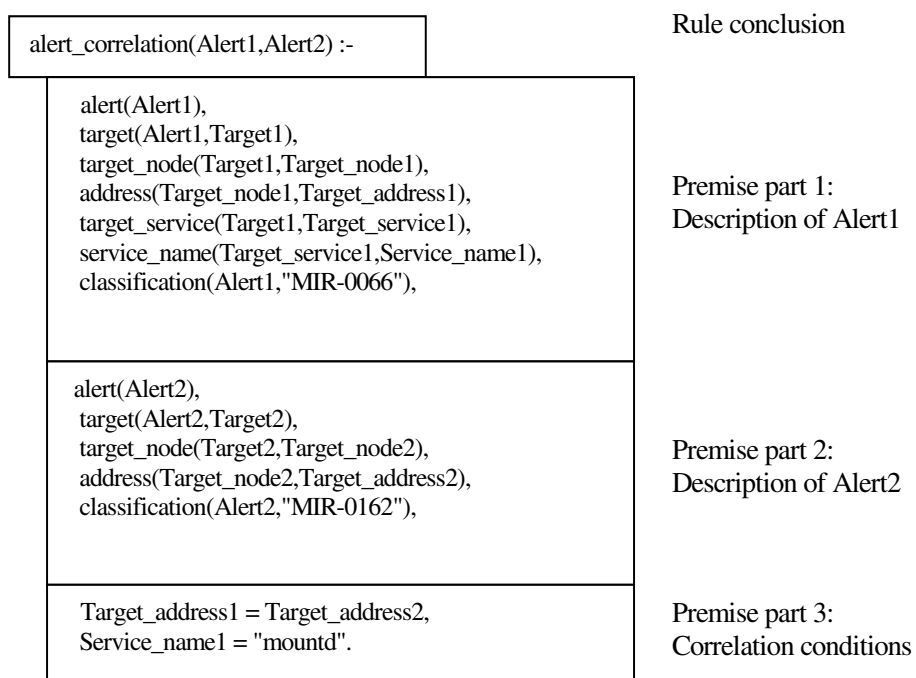 Rule conclusion
alert_correlation(Alert1,Alert2) :-
alert(Alert1),
target(Alert1,Target1),
target_node(Target1,Target_node1),
address(Target_node1,Target_address1),
target_service(Target1,Target_service1),
service_name(Target_service1,Service_name1),
classification(Alert1,"MIR-0066"),
Premise part 1:
Description of Alert1
alert(Alert2),
target(Alert2,Target2),
target_node(Target2,Target_node2),
address(Target_node2,Target_address2),
classification(Alert2,"MIR-0162"),
Premise part 2:
Description of Alert2
Target_address1 = Target_address2,
Service_name1 = "mountd".
Premise part 3:
Correlation conditions